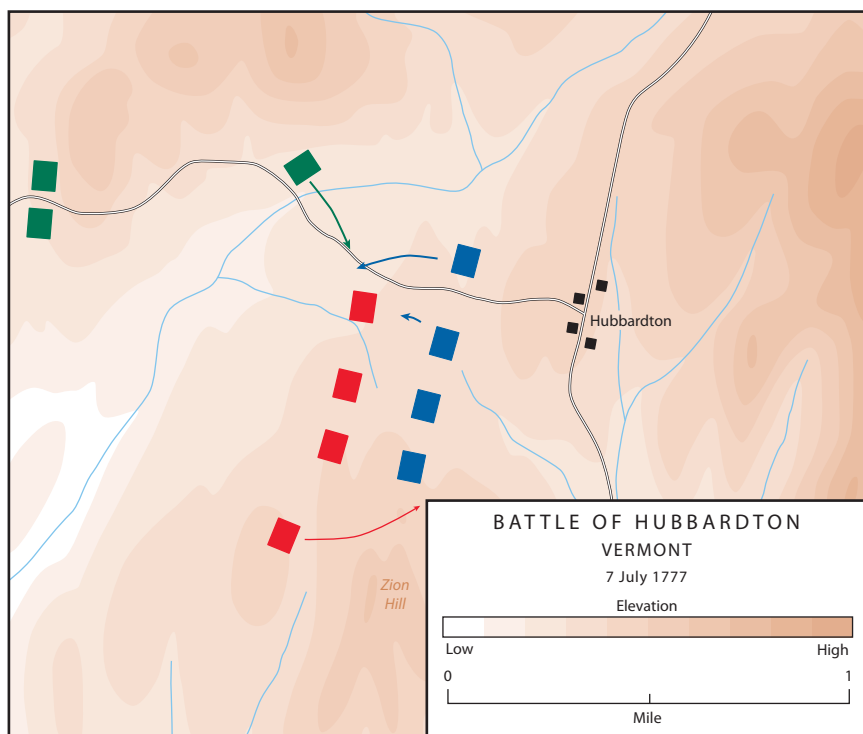 Hubbardton
Zion
Hill
BATTLE OF HUBBARDTON
VERMONT
7 July 1777
Elevation
Low High
0 1
Mile